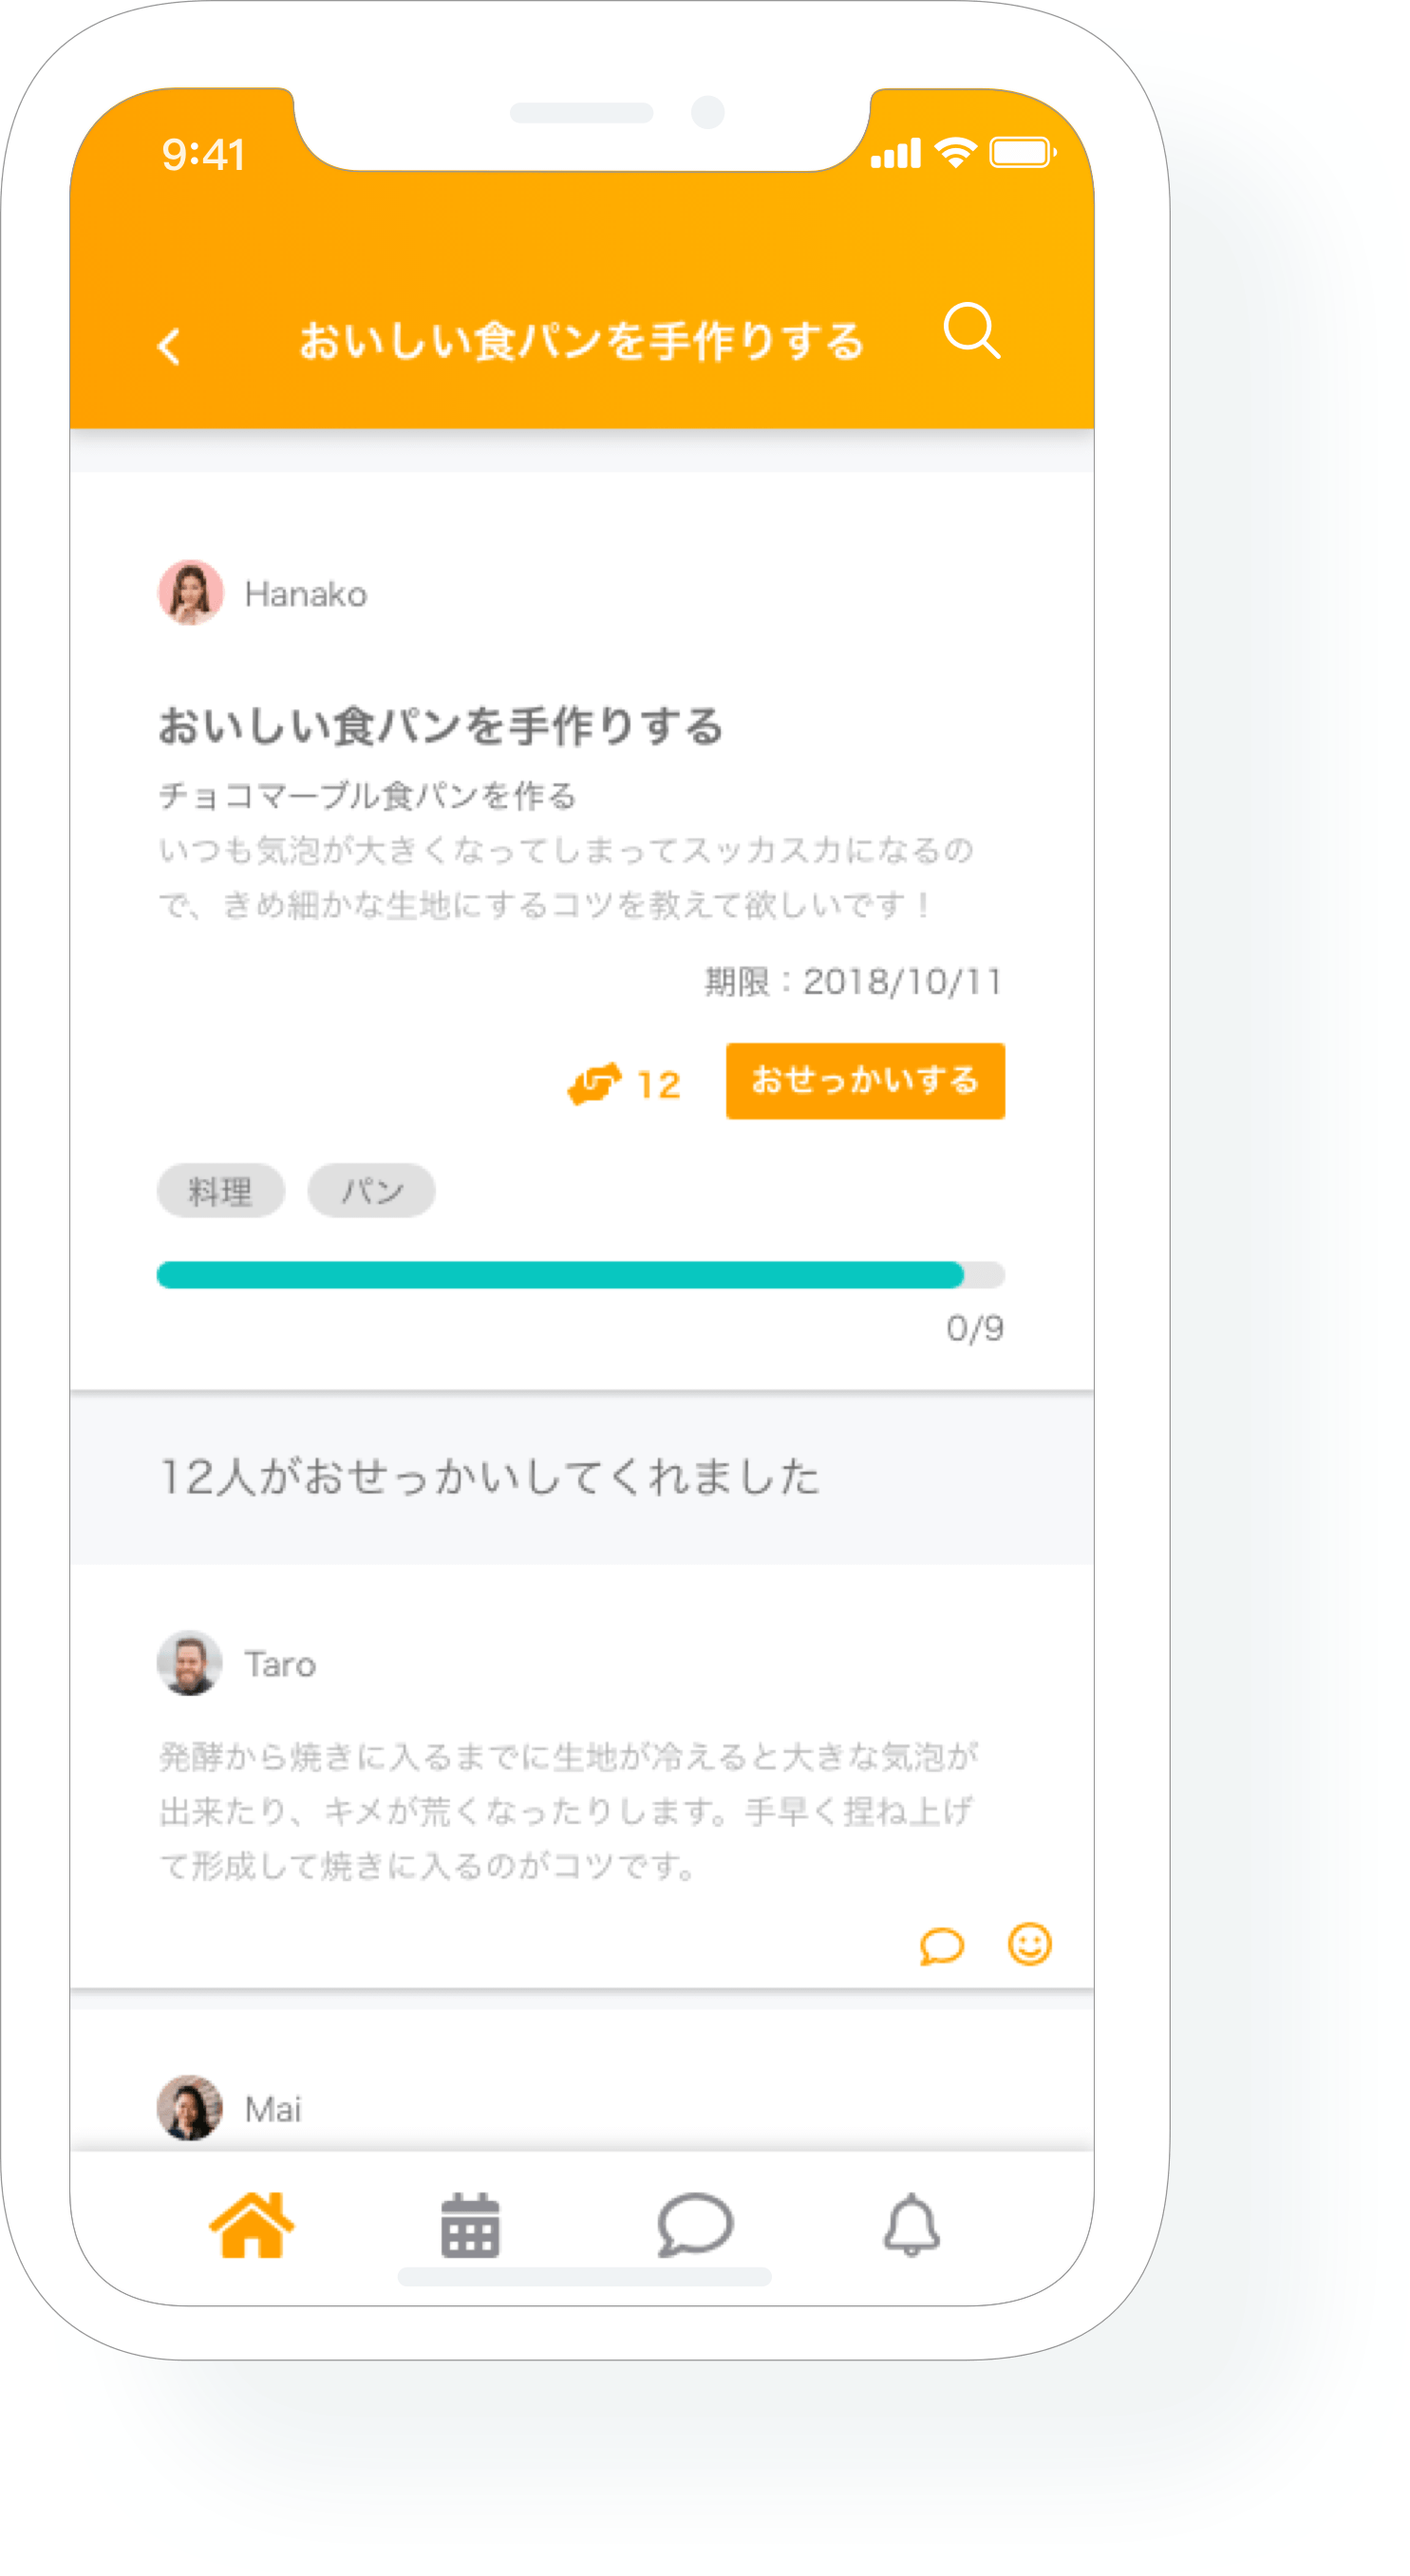 9:41
おいしい食パンを手作りする
Hanako
おいしい食パンを手作りする
チョコマーブル食パンを作る
いつも気泡が大きくなってしまってスッカスカになるの
で、きめ細かな生地にするコツを教えて欲しいです！
期限：2018/10/11
12 おせっかいする
料理 パン
0/9
12人がおせっかいしてくれました
Taro
発酵から焼きに入るまでに生地が冷えると大きな気泡が
出来たり、キメが荒くなったりします。手早く捏ね上げ
て形成して焼きに入るのがコツです。
Mai